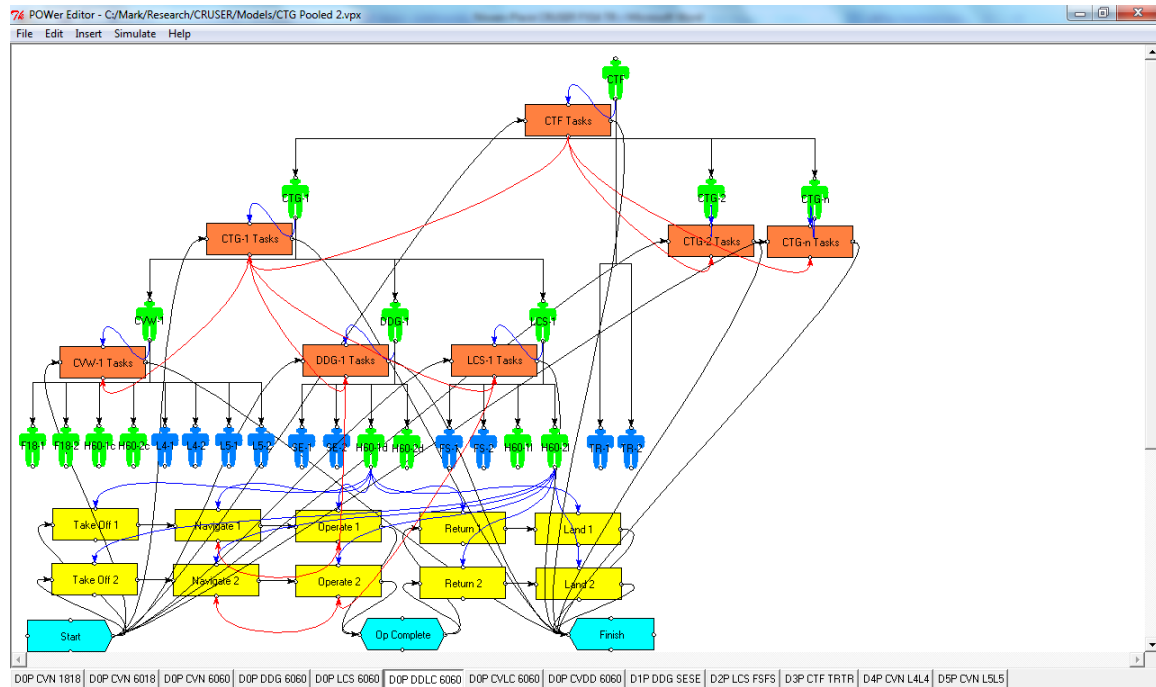 POWer Editor - C:/Mark/Research/CRUSER/Models/CTG Pooled 2.vpx
File Edit Insert Simulate Help
CTF
CTF Tasks
CTG-1
CTG-2
CTG-n
CTG-1 Tasks
CTG-2 Tasks
CTG-n Tasks
CVW-1
DDG-1
LCS-1
CVW-1 Tasks
DDG-1 Tasks
LCS-1 Tasks
F18-1 F18-2 H60-1c H60-2c L4-1 L4-2 L5-1 L5-2 SE-1 SE-2 H60-1d H60-2d FS-1 FS-2 H60-1l H60-2l TR-1 TR-2
Take Off 1 Navigate 1 Operate 1 Return 1 Land 1
Take Off 2 Navigate 2 Operate 2 Return 2 Land 2
Start Op Complete Finish
D0P CVN 1818 D0P CVN 6018 D0P CVN 6060 D0P DDG 6060 D0P LCS 6060 D0P DDLC 6060 D0P CVLC 6060 D0P CVDD 6060 D1P DDG SESE D2P LCS FSFS D3P CTF TRTR D4P CVN L4L4 D5P CVN L5L5